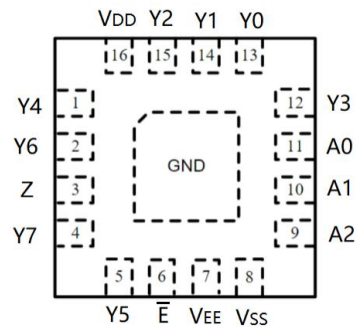 VDD Y2 Y1 Y0
16 15 14 13
Y4 1 12 Y3
Y6 2 11 A0
GND
Z 3 10 A1
Y7 4 9 A2
5 6 7 8
Y5 E̅ VEE VSS